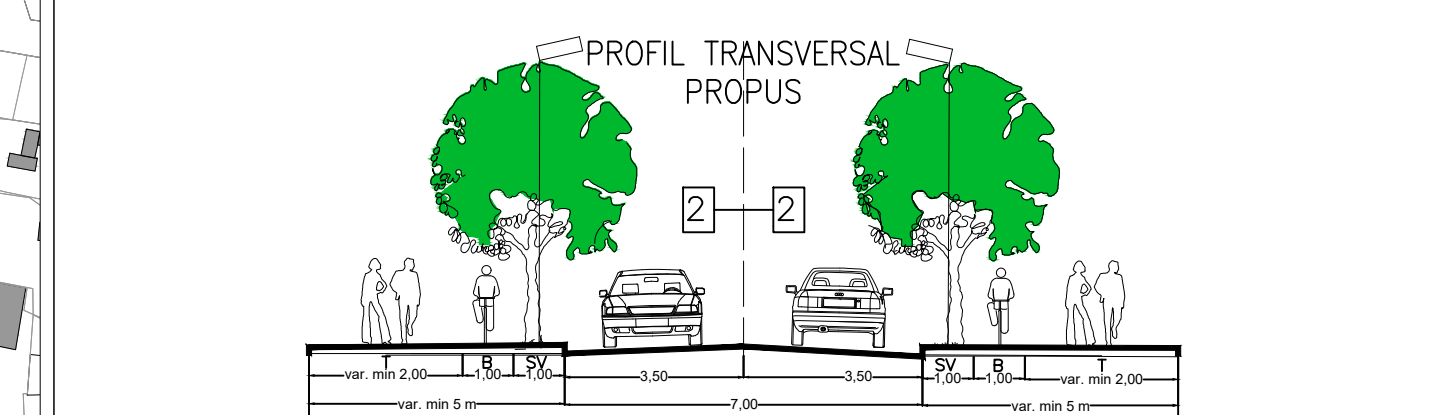 PROFIL TRANSVERSAL
PROPUS
2 2
T B SV SV B T
var. min 2,00 1,00 1,00 3,50 3,50 1,00 1,00 var. min 2,00
var. min 5 m 7,00 var. min 5 m